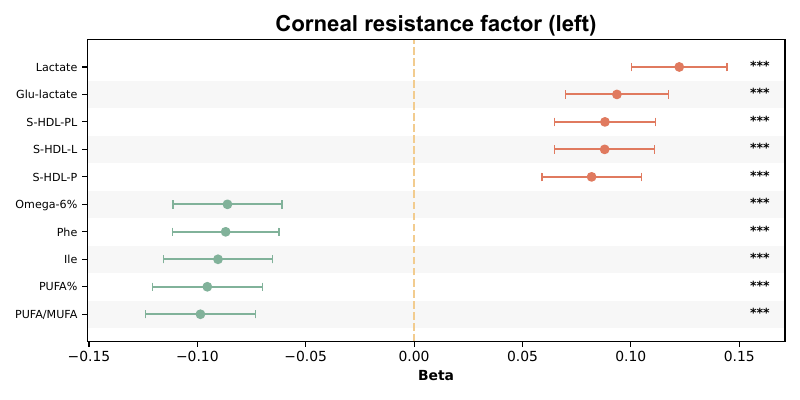 Corneal resistance factor (left)
Lactate ***
Glu-lactate ***
S-HDL-PL ***
S-HDL-L ***
S-HDL-P ***
Omega-6% ***
Phe ***
Ile ***
PUFA% ***
PUFA/MUFA ***
−0.15 −0.10 −0.05 0.00 0.05 0.10 0.15
Beta